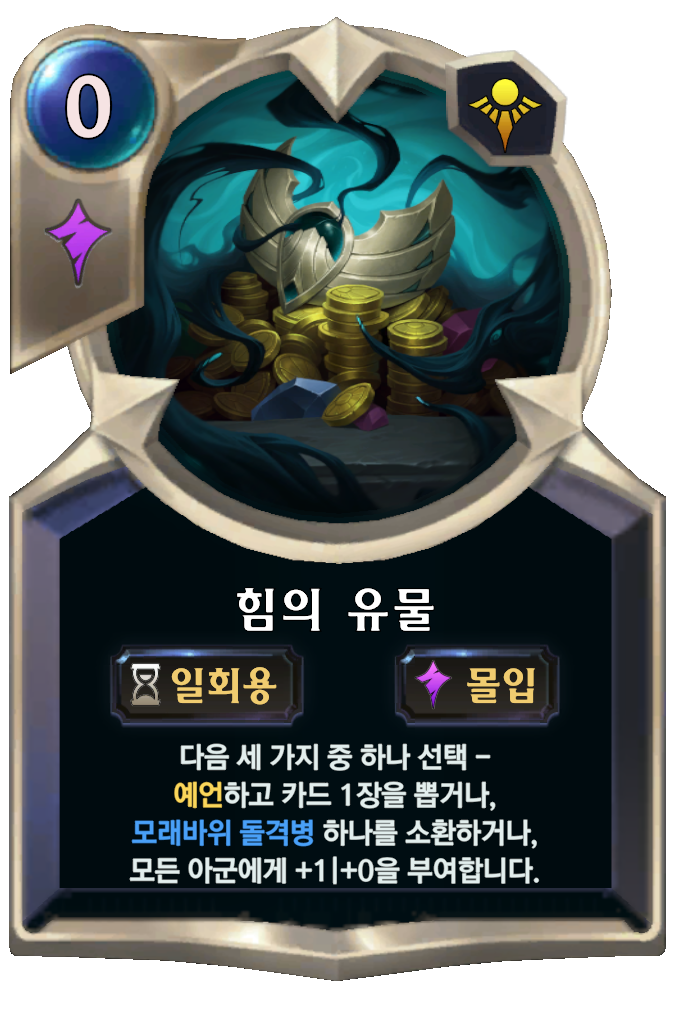 0
힘의 유물
일회용
몰입
다음 세 가지 중 하나 선택 –
예언하고 카드 1장을 뽑거나,
모래바위 돌격병 하나를 소환하거나,
모든 아군에게 +1|+0을 부여합니다.